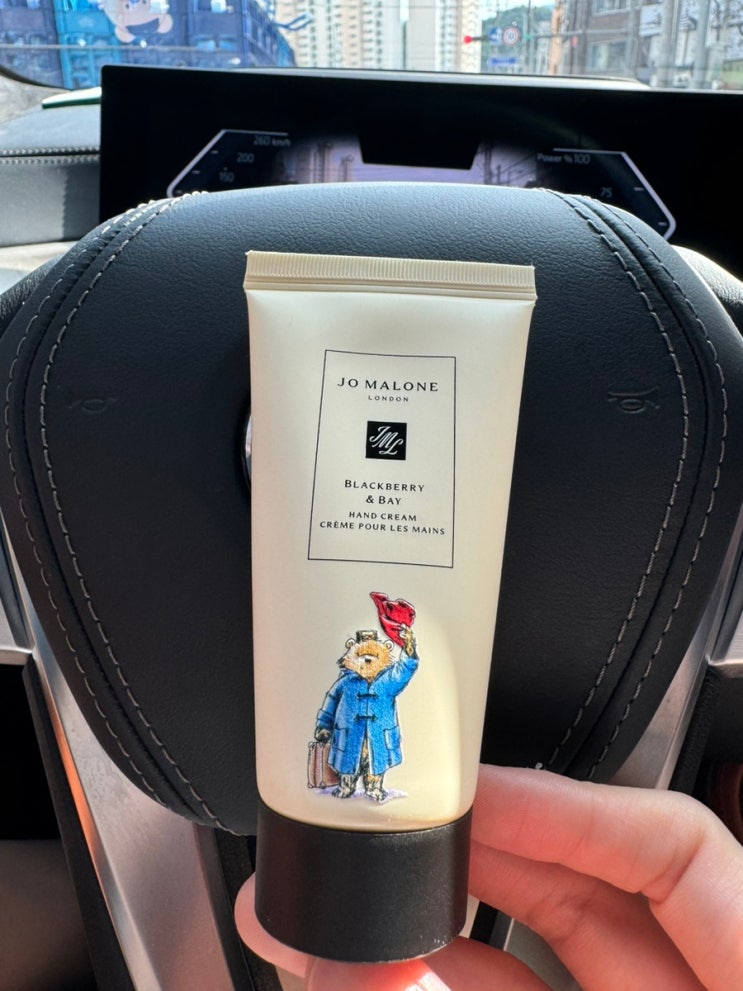 260 km/h
200
150
Power % 100
75
JO MALONE
LONDON
JML
BLACKBERRY
& BAY
HAND CREAM
CRÈME POUR LES MAINS